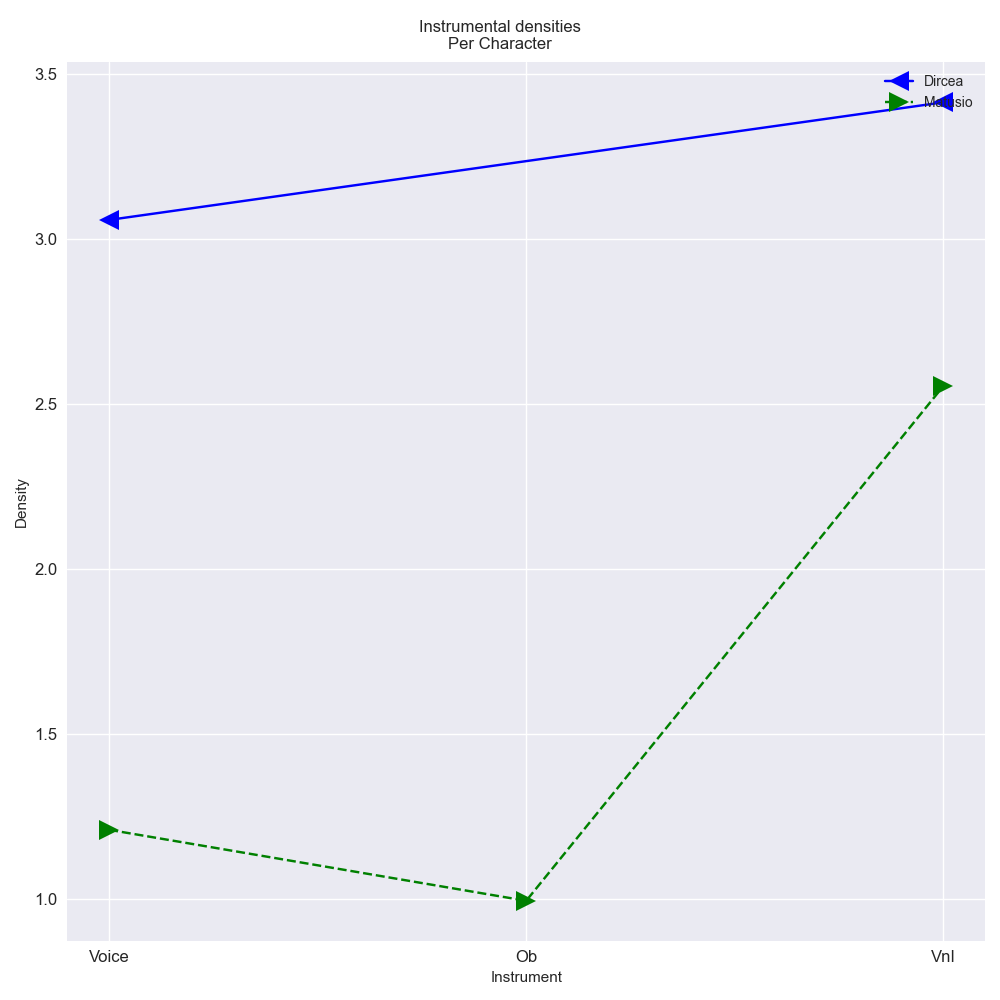 Instrumental densities
Per Character
3.5
3.0
2.5
2.0
1.5
1.0
Density
Voice
Ob
Vnl
Instrument
Dircea